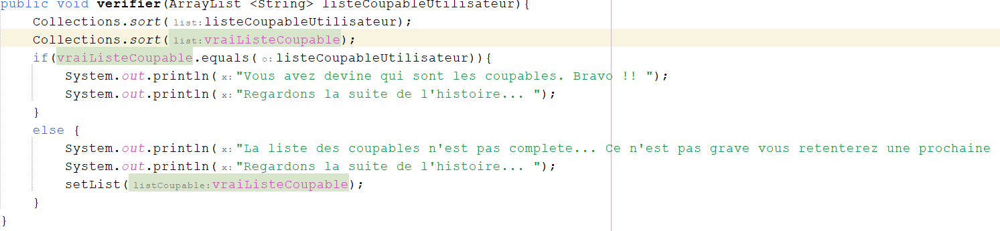 public void verifier(ArrayList <String> listeCoupableUtilisateur){
Collections.sort( list: listeCoupableUtilisateur);
Collections.sort( list: vraiListeCoupable);
if(vraiListeCoupable.equals( o: listeCoupableUtilisateur)){
System.out.println( x: "Vous avez devine qui sont les coupables. Bravo !! ");
System.out.println( x: "Regardons la suite de l'histoire... ");
}
else {
System.out.println( x: "La liste des coupables n'est pas complete... Ce n'est pas grave vous retenterez une prochaine
System.out.println( x: "Regardons la suite de l'histoire... ");
setList( listCoupable: vraiListeCoupable);
}
}